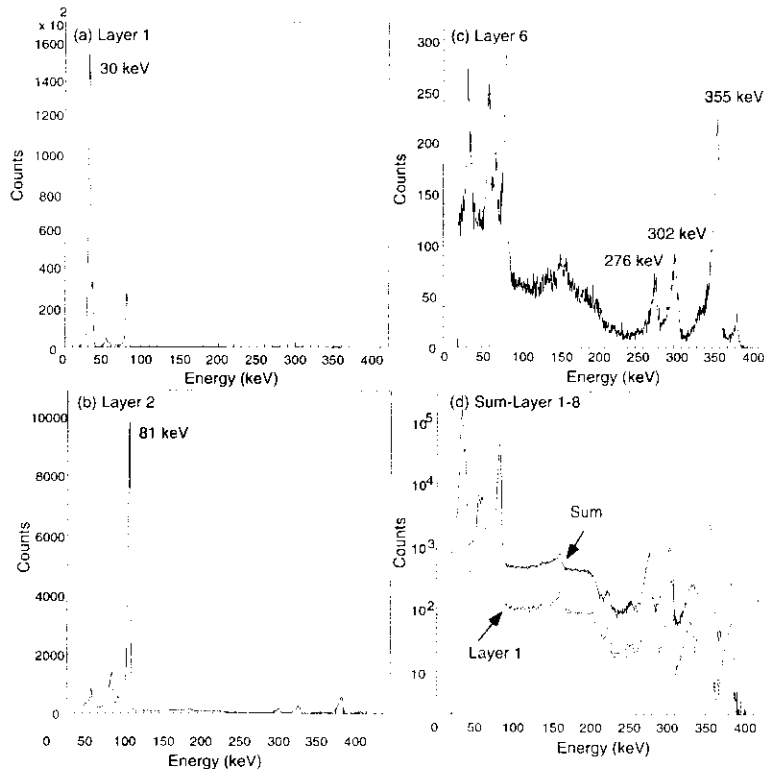 2
x 10
(a) Layer 1
30 keV
1600
1400
1200
1000
800
600
400
200
0
Counts
0 50 100 150 200 250 300 350 400
Energy (keV)
(c) Layer 6
355 keV
302 keV
276 keV
300
250
200
150
100
50
0
Counts
0 50 100 150 200 250 300 350 400
Energy (keV)
(b) Layer 2
81 keV
10000
8000
6000
4000
2000
0
Counts
0 50 100 150 200 250 300 350 400
Energy (keV)
(d) Sum-Layer 1-8
Sum
Layer 1
10^5
10^4
10^3
10^2
10
Counts
0 50 100 150 200 250 300 350 400
Energy (keV)